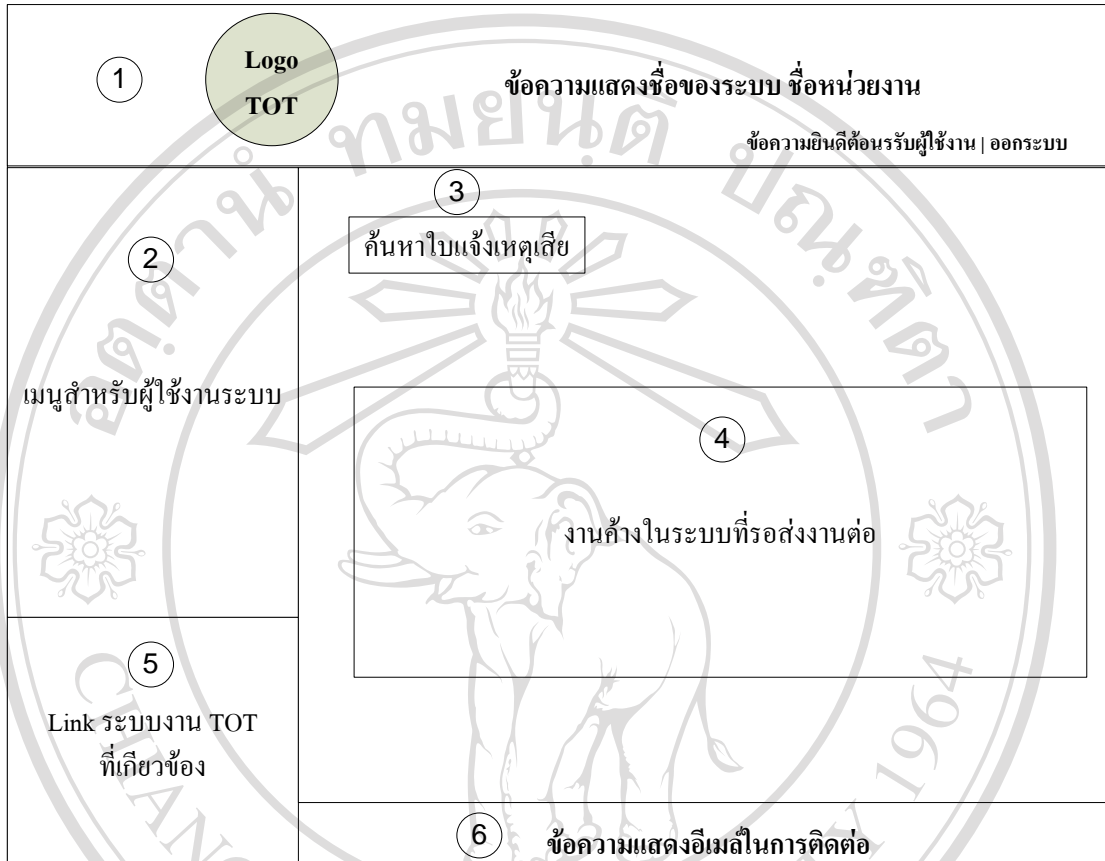 1
Logo
TOT
ข้อความแสดงชื่อของระบบ ชื่อหน่วยงาน
ข้อความยินดีต้อนรรับผู้ใช้งาน | ออกระบบ
2
เมนูสำหรับผู้ใช้งานระบบ
3
ค้นหาใบแจ้งเหตุเสีย
4
งานค้างในระบบที่รอส่งงานต่อ
5
Link ระบบงาน TOT
ที่เกียวข้อง
6
ข้อความแสดงอีเมล์ในการติดต่อ
CHIANG
Y 1964